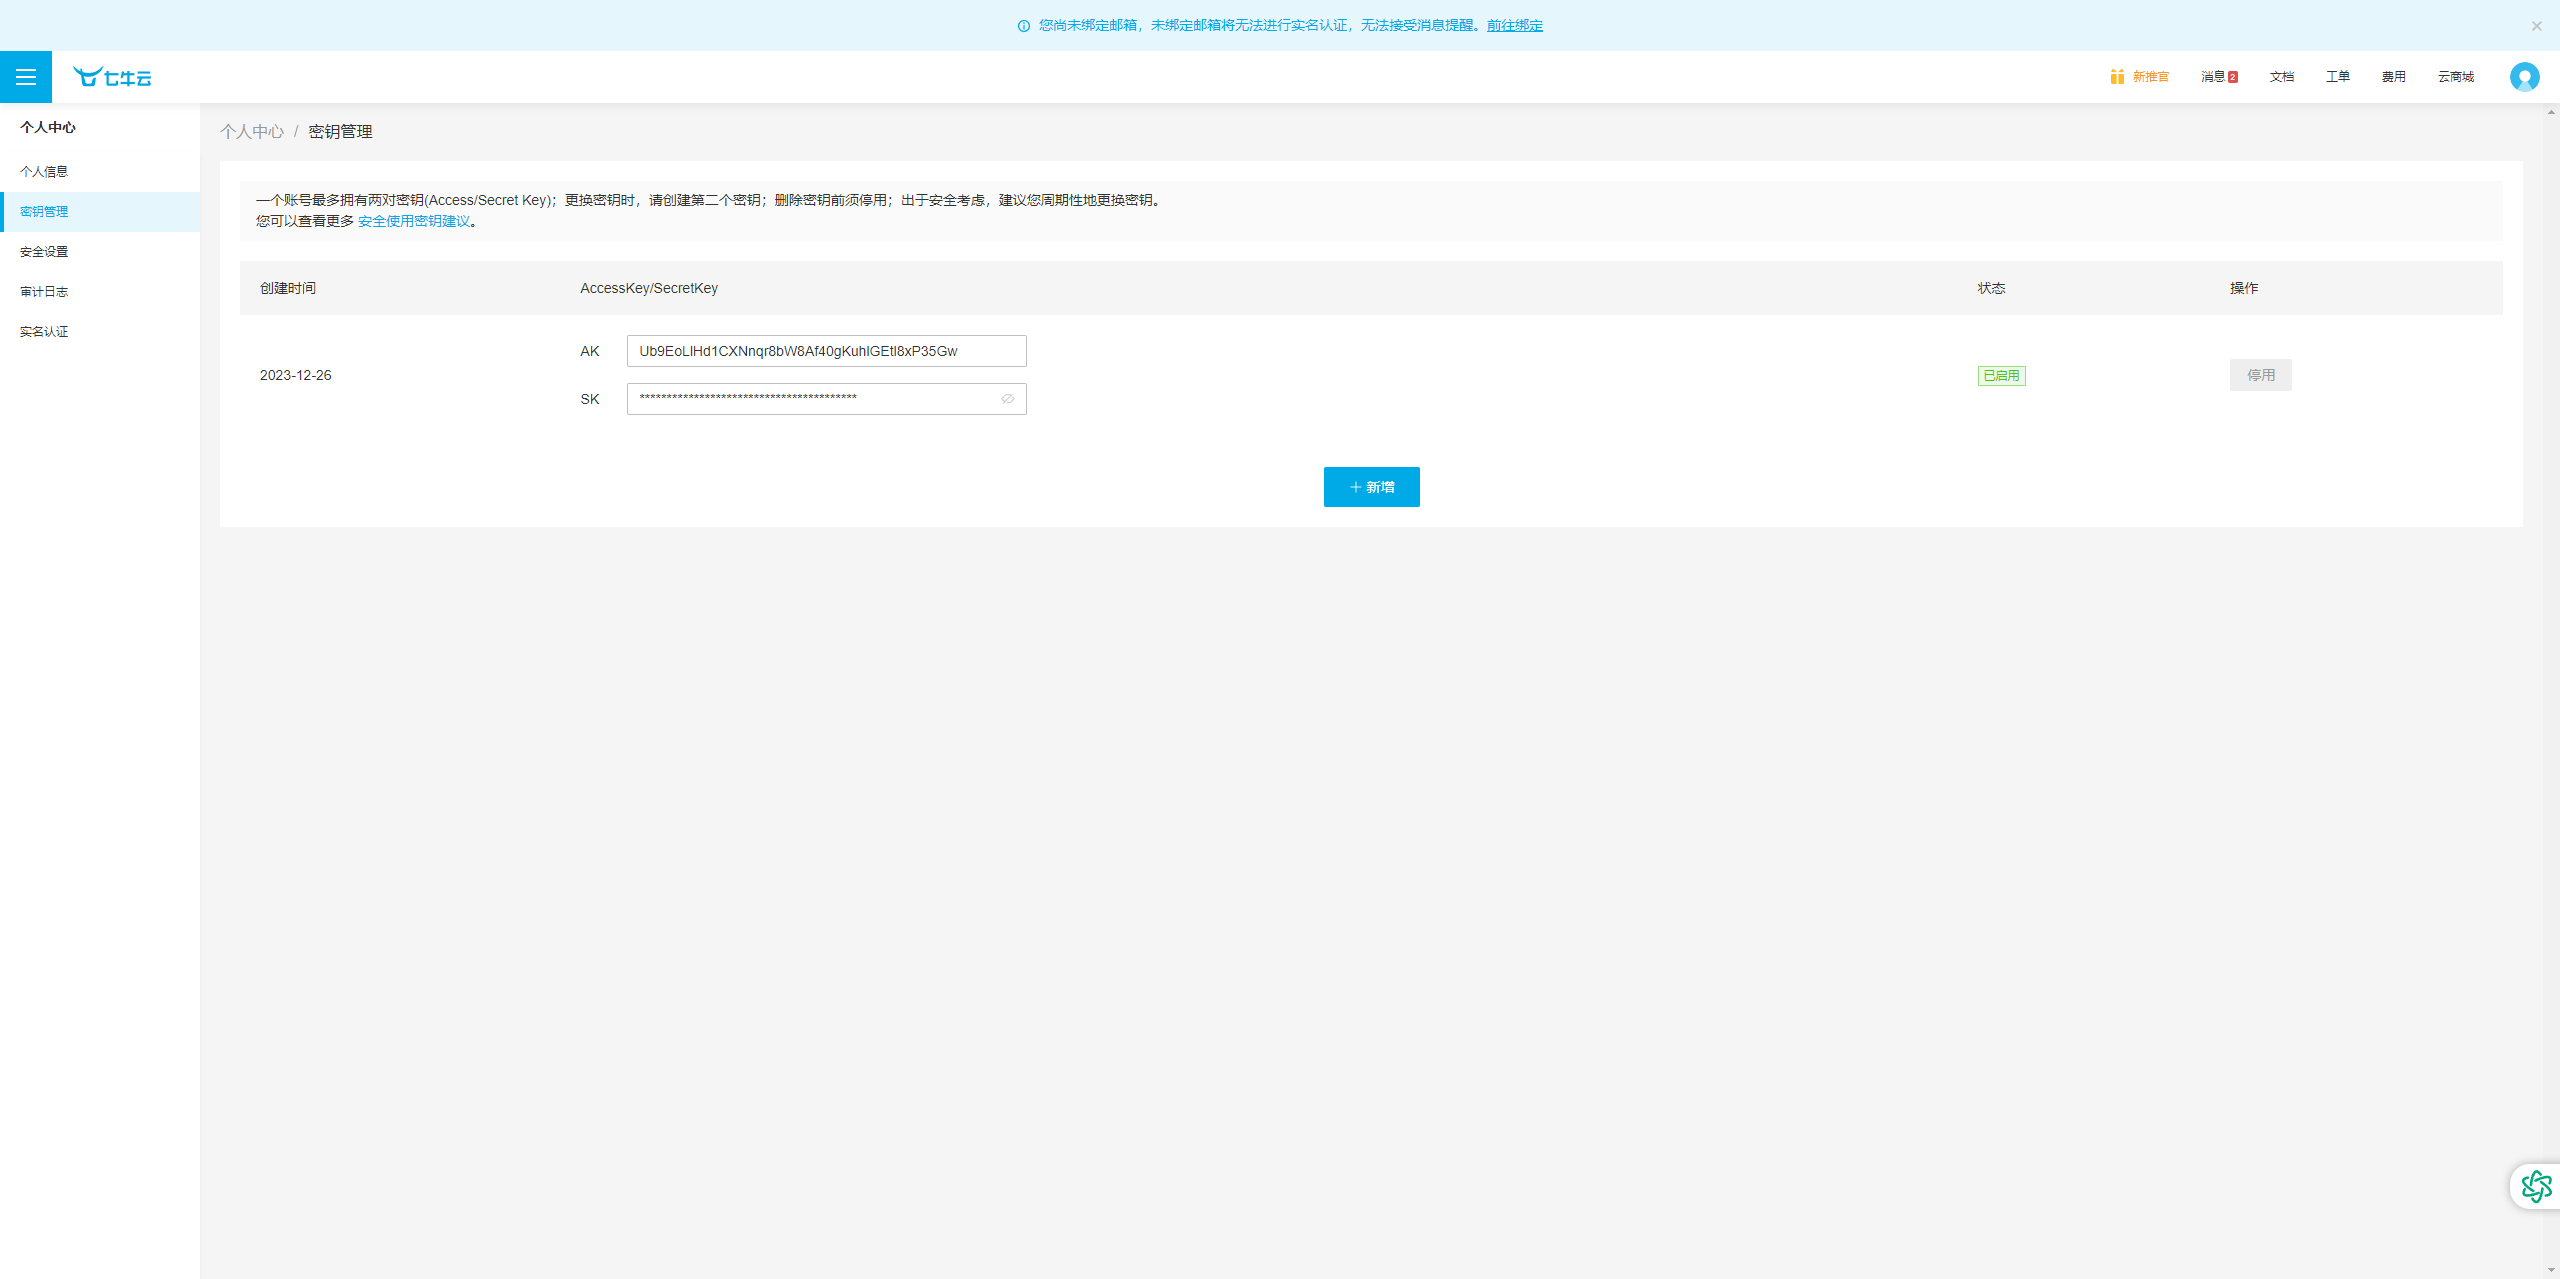 您尚未绑定邮箱，未绑定邮箱将无法进行实名认证，无法接受消息提醒。前往绑定
七牛云
新推官
消息2
文档
工单
费用
云商城
个人中心
个人信息
密钥管理
安全设置
审计日志
实名认证
个人中心 / 密钥管理
一个账号最多拥有两对密钥(Access/Secret Key)；更换密钥时，请创建第二个密钥；删除密钥前须停用；出于安全考虑，建议您周期性地更换密钥。
您可以查看更多 安全使用密钥建议。
创建时间 AccessKey/SecretKey 状态 操作
2023-12-26
AK Ub9EoLlHd1CXNnqr8bW8Af40gKuhlGEtl8xP35Gw
SK ****************************************
已启用
停用
+ 新增